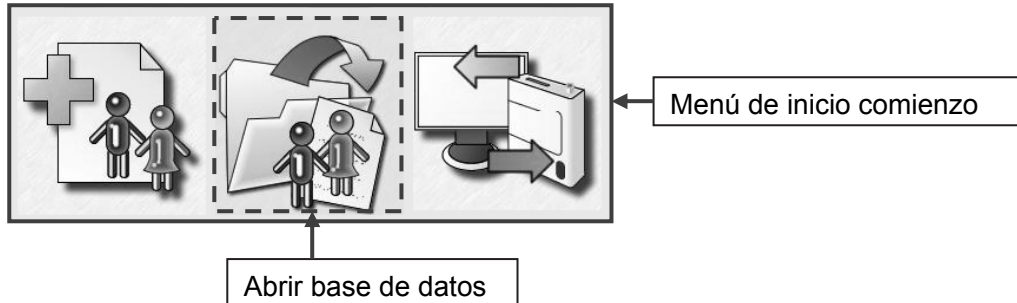 Menú de inicio comienzo
Abrir base de datos